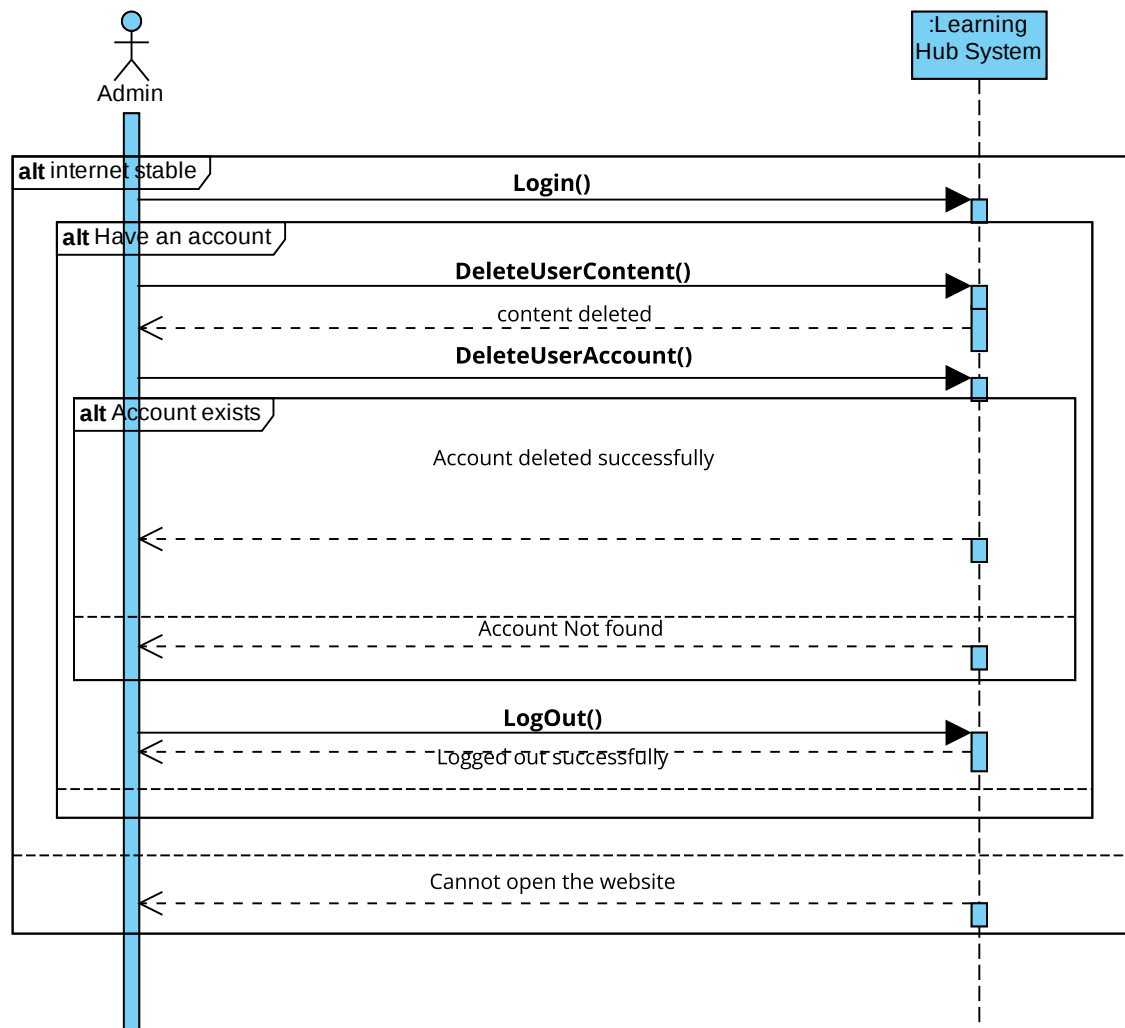 :Learning
Hub System
Admin
alt internet stable
Login()
alt Have an account
DeleteUserContent()
content deleted
DeleteUserAccount()
alt Account exists
Account deleted successfully
Account Not found
LogOut()
Logged out successfully
Cannot open the website